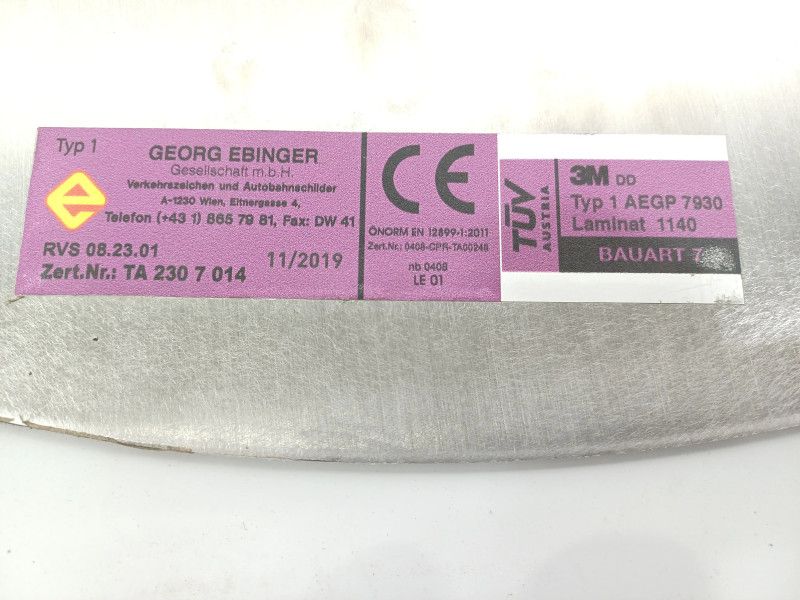 Typ 1
GEORG EBINGER
Gesellschaft m.b.H.
Verkehrszeichen und Autobahnschilder
A-1230 Wien, Eitnergasse 4,
Telefon (+43 1) 865 79 81, Fax: DW 41
RVS 08.23.01
11/2019
Zert.Nr.: TA 230 7 014
CE
ÖNORM EN 12899-1:2011
Zert.Nr.: 0408-CPR-TA00248
nb 0408
LE 01
TÜV
AUSTRIA
3M DD
Typ 1 AEGP 7930
Laminat 1140
BAUART 7